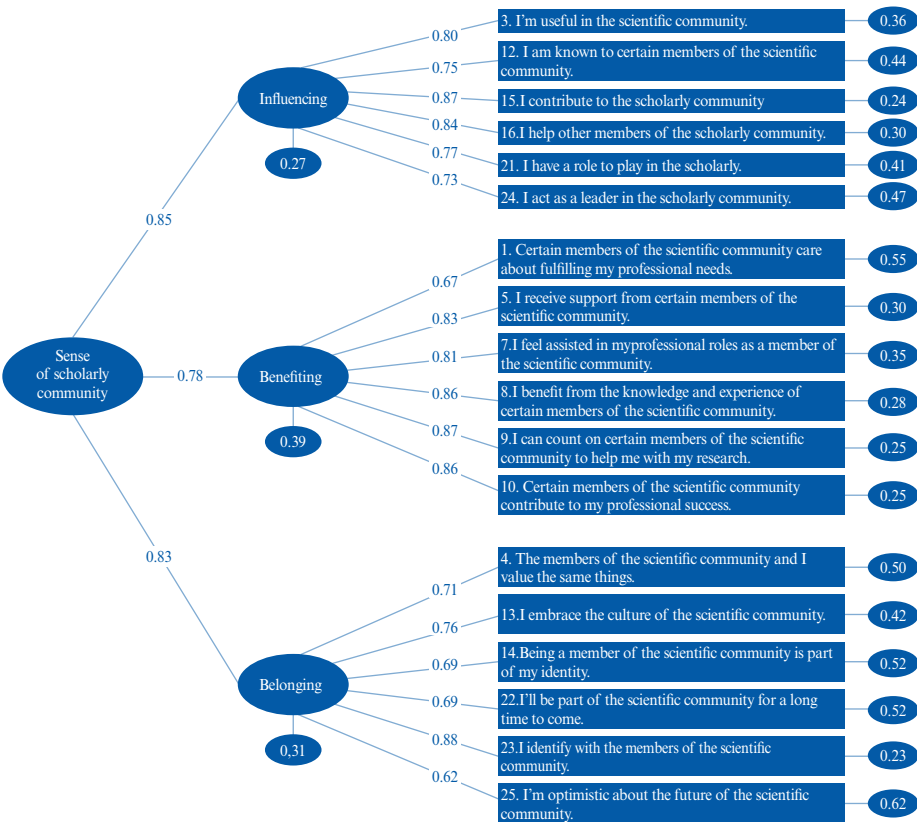 Sense
of scholarly
community
0.85
0.78
0.83
Influencing
0.27
0.80
0.75
0.87
0.84
0.77
0.73
3. I'm useful in the scientific community.
0.36
12. I am known to certain members of the scientific
community.
0.44
15.I contribute to the scholarly community
0.24
16.I help other members of the scholarly community.
0.30
21. I have a role to play in the scholarly.
0.41
24. I act as a leader in the scholarly community.
0.47
Benefiting
0.39
0.67
0.83
0.81
0.86
0.87
0.86
1. Certain members of the scientific community care
about fulfilling my professional needs.
0.55
5. I receive support from certain members of the
scientific community.
0.30
7.I feel assisted in myprofessional roles as a member of
the scientific community.
0.35
8.I benefit from the knowledge and experience of
certain members of the scientific community.
0.28
9.I can count on certain members of the scientific
community to help me with my research.
0.25
10. Certain members of the scientific community
contribute to my professional success.
0.25
Belonging
0,31
0.71
0.76
0.69
0.69
0.88
0.62
4. The members of the scientific community and I
value the same things.
0.50
13.I embrace the culture of the scientific community.
0.42
14.Being a member of the scientific community is part
of my identity.
0.52
22.I'll be part of the scientific community for a long
time to come.
0.52
23.I identify with the members of the scientific
community.
0.23
25. I'm optimistic about the future of the scientific
community.
0.62